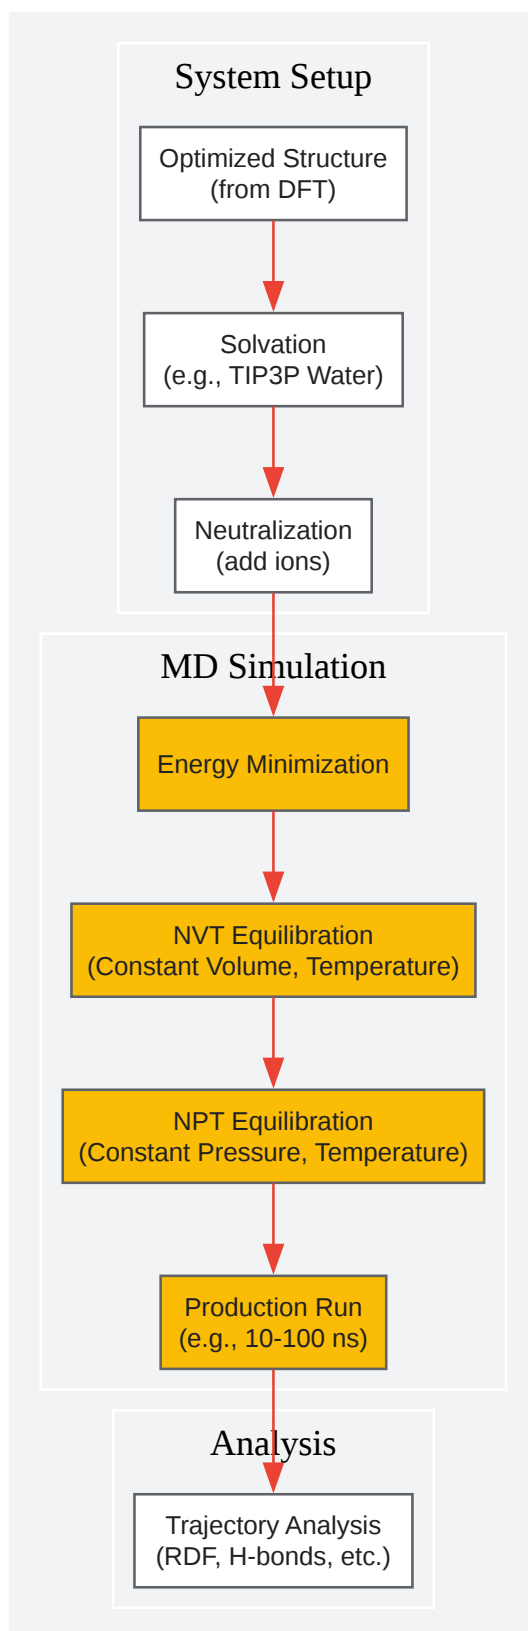 System Setup
Optimized Structure
(from DFT)
Solvation
(e.g., TIP3P Water)
Neutralization
(add ions)
MD Simulation
Energy Minimization
NVT Equilibration
(Constant Volume, Temperature)
NPT Equilibration
(Constant Pressure, Temperature)
Production Run
(e.g., 10-100 ns)
Analysis
Trajectory Analysis
(RDF, H-bonds, etc.)